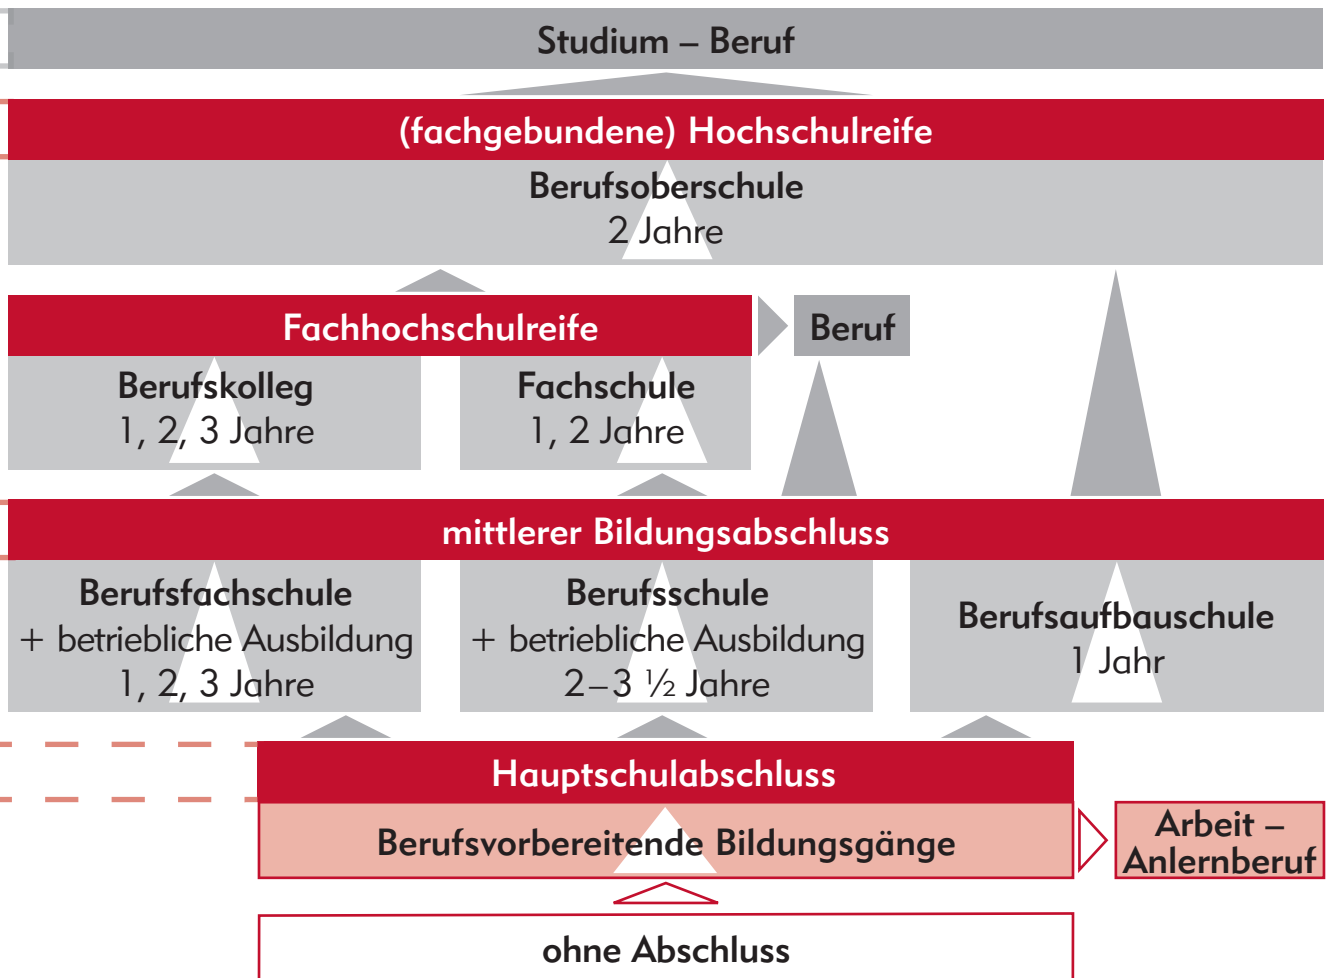 Studium – Beruf
(fachgebundene) Hochschulreife
Berufsoberschule
2 Jahre
Fachhochschulreife
Beruf
Berufskolleg
1, 2, 3 Jahre
Fachschule
1, 2 Jahre
mittlerer Bildungsabschluss
Berufsfachschule
+ betriebliche Ausbildung
1, 2, 3 Jahre
Berufsschule
+ betriebliche Ausbildung
2–3 ½ Jahre
Berufsaufbauschule
1 Jahr
Hauptschulabschluss
Berufsvorbereitende Bildungsgänge
Arbeit –
Anlernberuf
ohne Abschluss